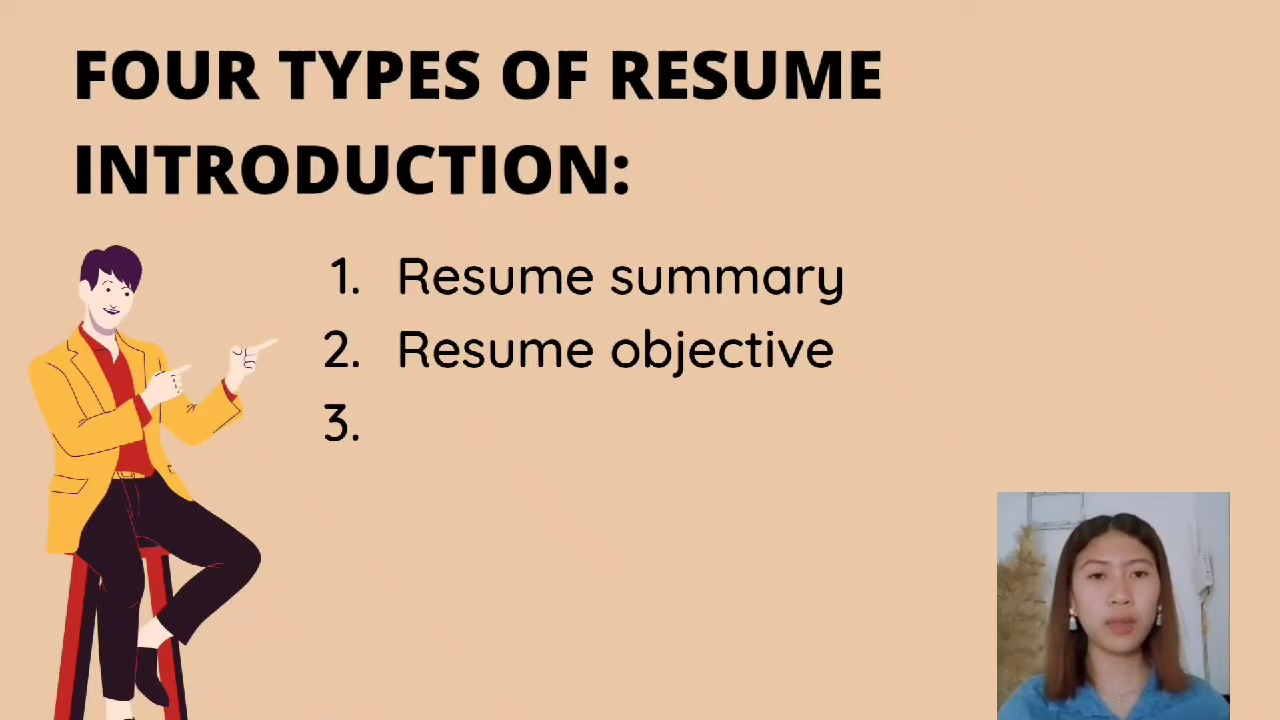 FOUR TYPES OF RESUME
INTRODUCTION:
1. Resume summary
2. Resume objective
3.